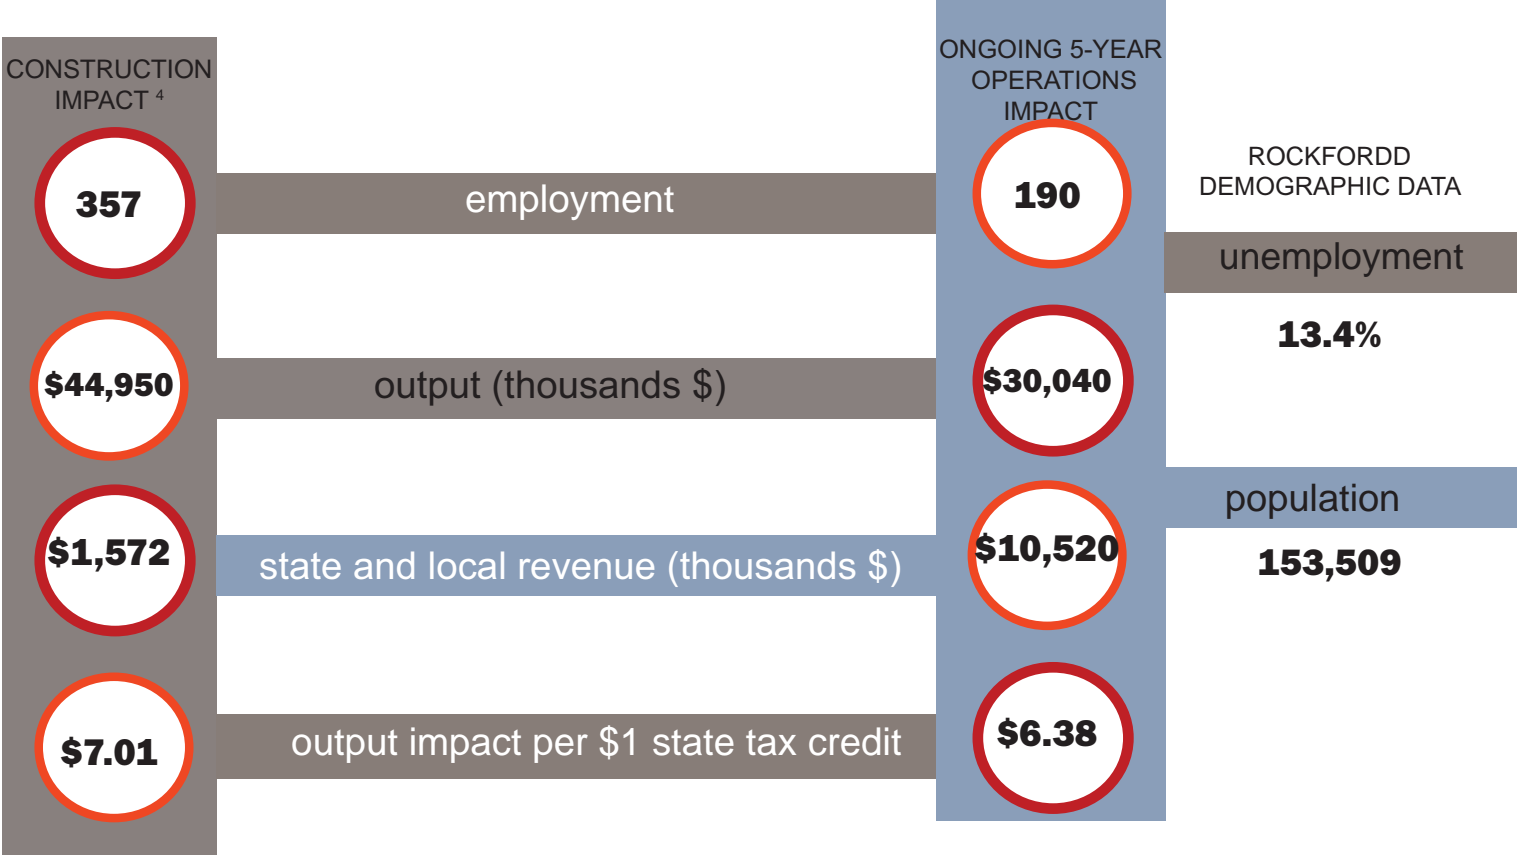 CONSTRUCTION
IMPACT 4
ONGOING 5-YEAR
OPERATIONS
IMPACT
ROCKFORDD
DEMOGRAPHIC DATA
357
employment
190
unemployment
13.4%
$44,950
output (thousands $)
$30,040
population
153,509
$1,572
state and local revenue (thousands $)
$10,520
$7.01
output impact per $1 state tax credit
$6.38